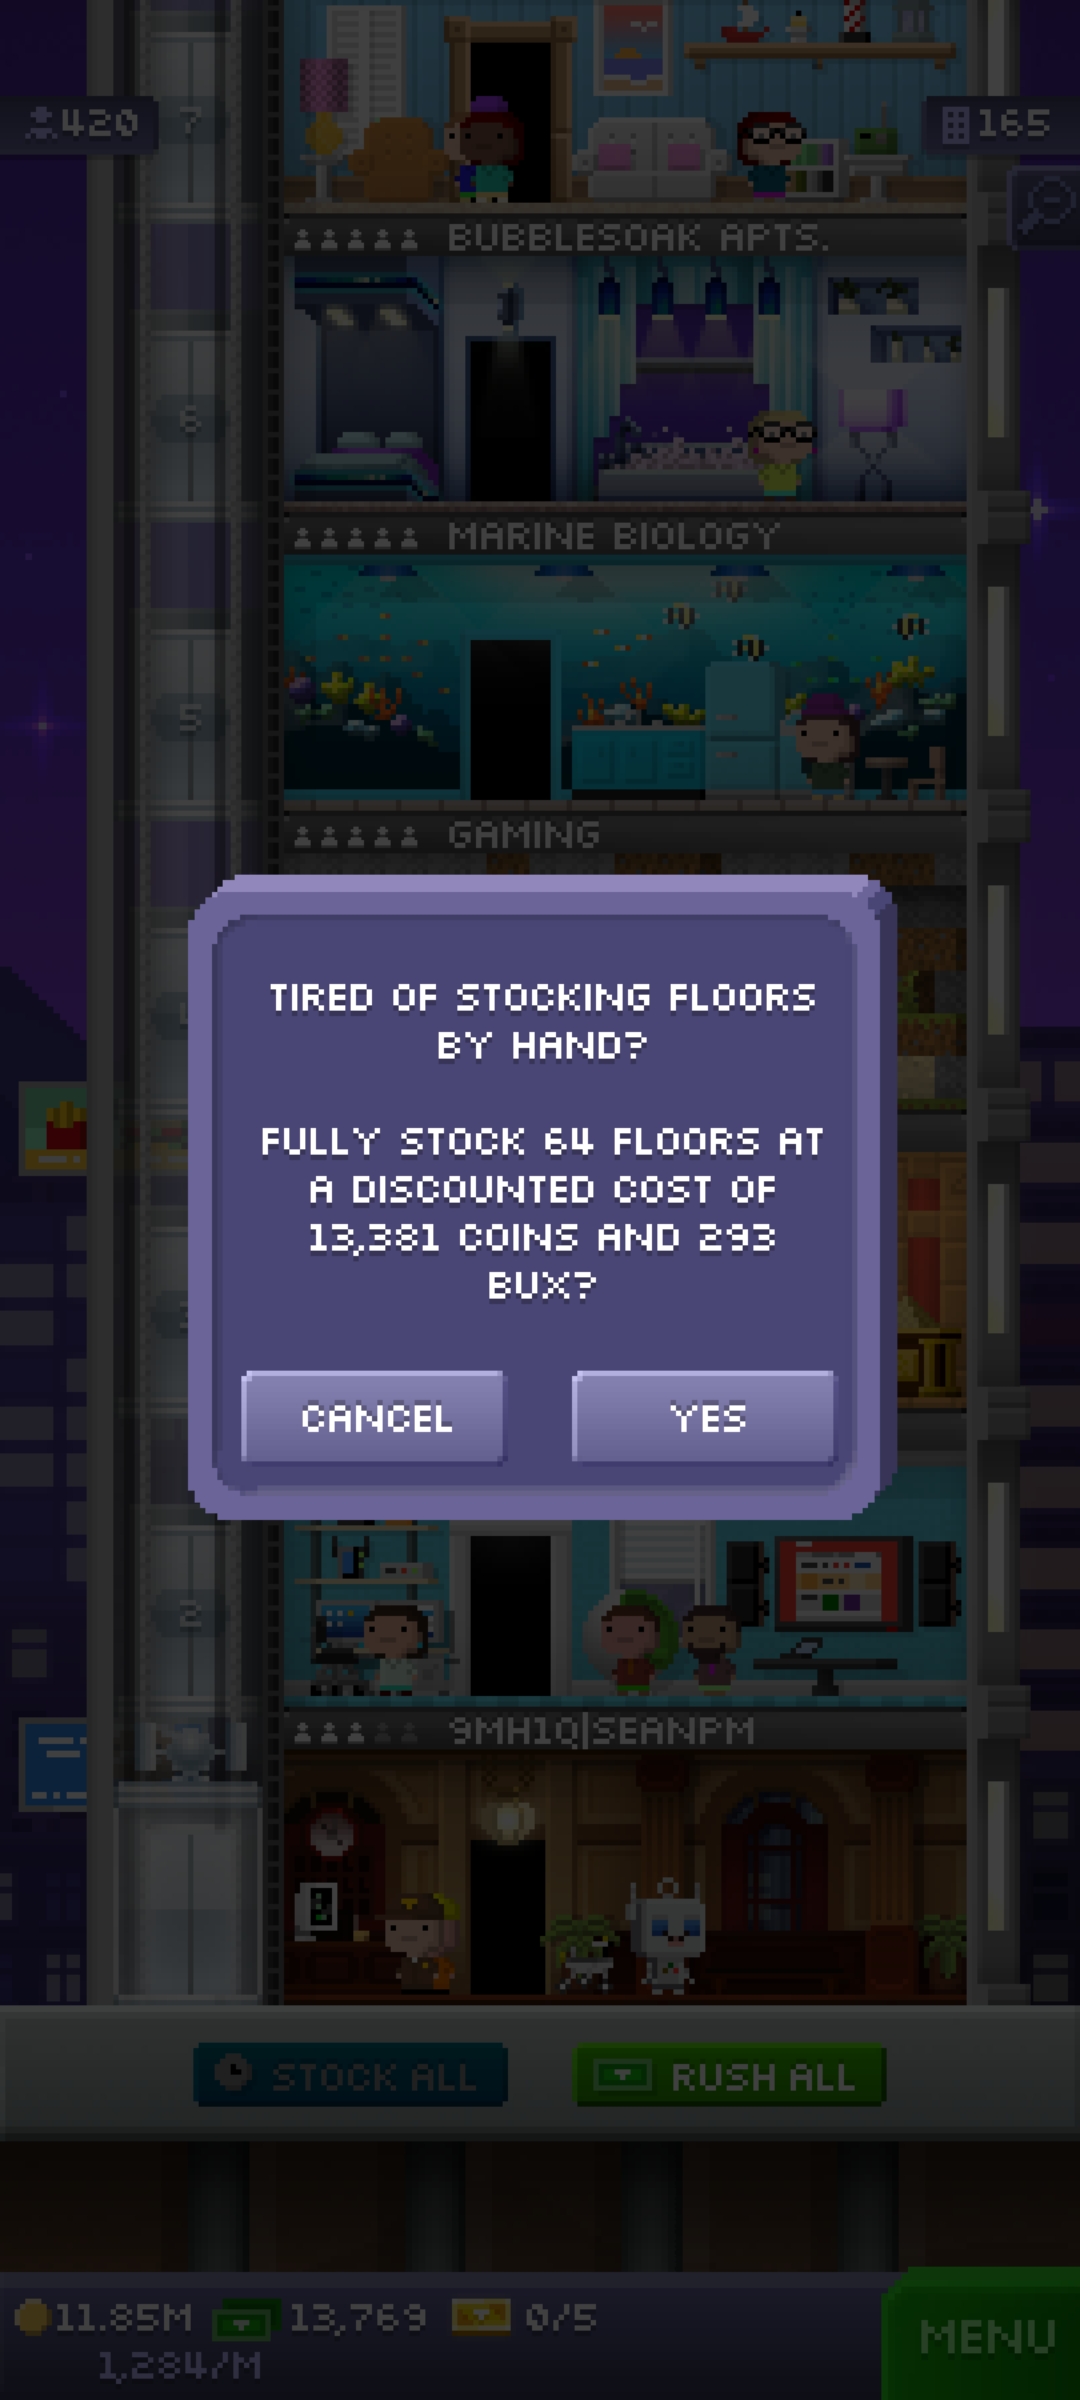 420
7
165
BUBBLESOAK APTS.
6
MARINE BIOLOGY
5
GAMING
TIRED OF STOCKING FLOORS
BY HAND?
FULLY STOCK 64 FLOORS AT
A DISCOUNTED COST OF
13,381 COINS AND 293
BUX?
CANCEL
YES
2
9MH1Q|SEANPM
STOCK ALL
RUSH ALL
11.85M
13,769
0/5
1,284/M
MENU